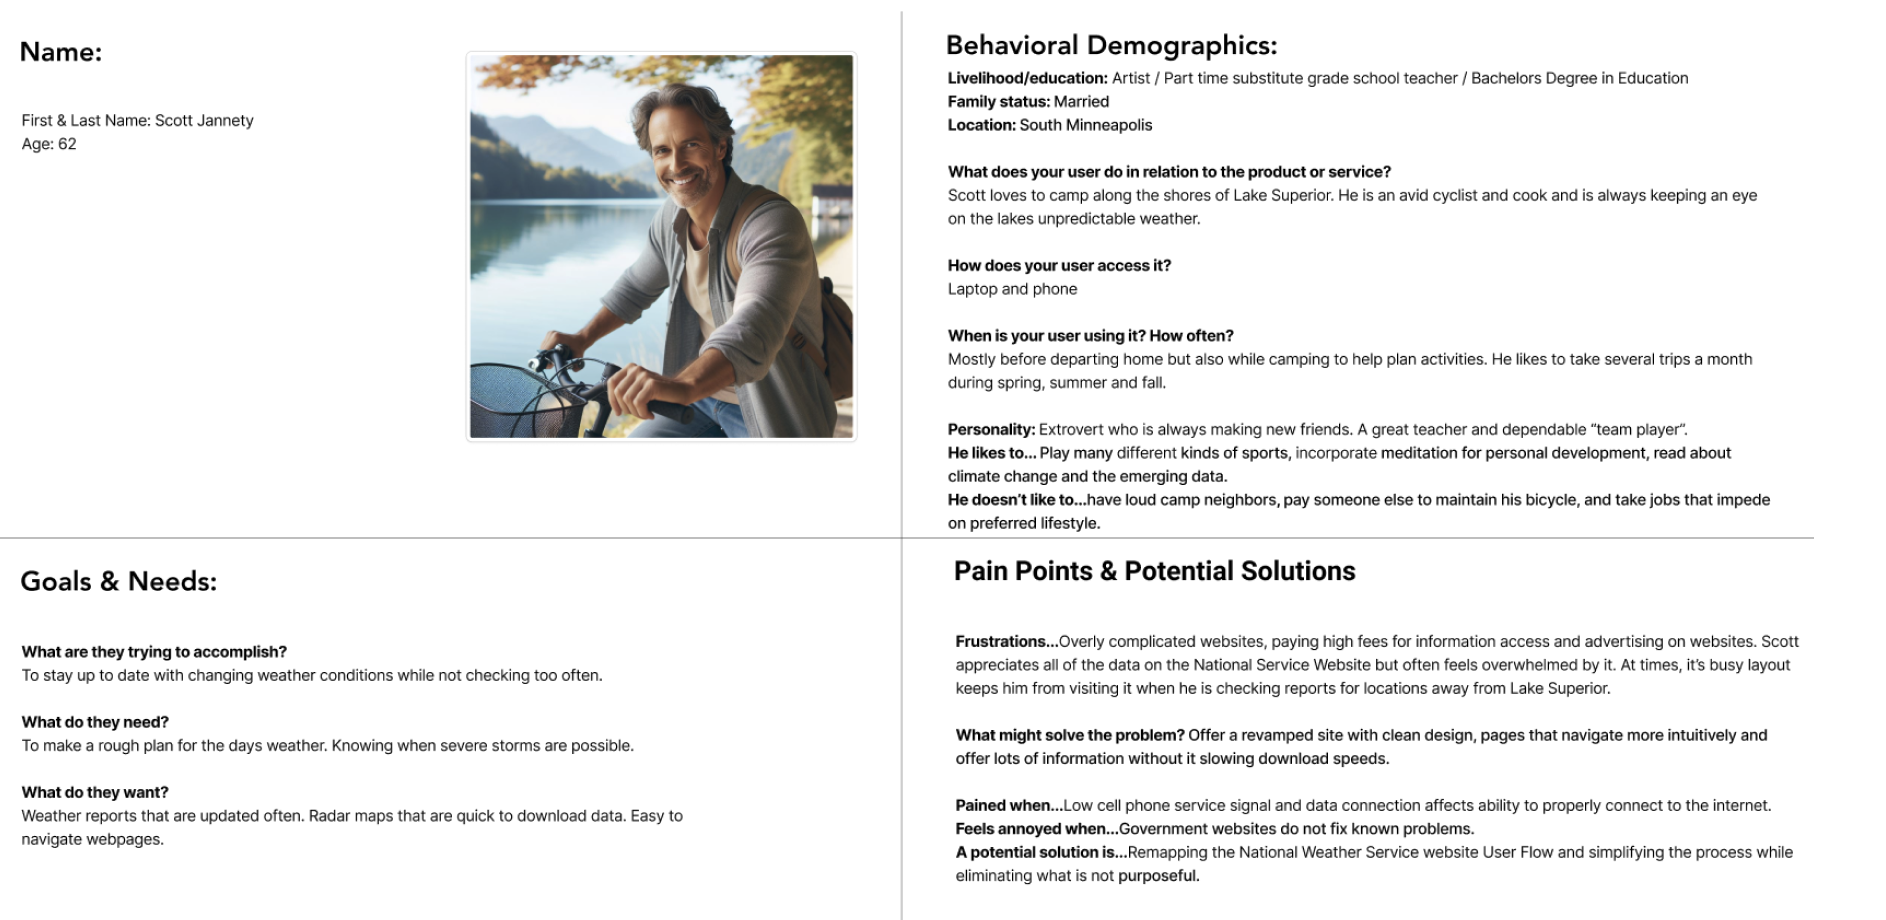 Name:
First & Last Name: Scott Jannety
Age: 62
Behavioral Demographics:
Livelihood/education: Artist / Part time substitute grade school teacher / Bachelors Degree in Education
Family status: Married
Location: South Minneapolis
What does your user do in relation to the product or service?
Scott loves to camp along the shores of Lake Superior. He is an avid cyclist and cook and is always keeping an eye
on the lakes unpredictable weather.
How does your user access it?
Laptop and phone
When is your user using it? How often?
Mostly before departing home but also while camping to help plan activities. He likes to take several trips a month
during spring, summer and fall.
Personality: Extrovert who is always making new friends. A great teacher and dependable “team player”.
He likes to... Play many different kinds of sports, incorporate meditation for personal development, read about
climate change and the emerging data.
He doesn’t like to...have loud camp neighbors, pay someone else to maintain his bicycle, and take jobs that impede
on preferred lifestyle.
Goals & Needs:
What are they trying to accomplish?
To stay up to date with changing weather conditions while not checking too often.
What do they need?
To make a rough plan for the days weather. Knowing when severe storms are possible.
What do they want?
Weather reports that are updated often. Radar maps that are quick to download data. Easy to
navigate webpages.
Pain Points & Potential Solutions
Frustrations...Overly complicated websites, paying high fees for information access and advertising on websites. Scott
appreciates all of the data on the National Service Website but often feels overwhelmed by it. At times, it’s busy layout
keeps him from visiting it when he is checking reports for locations away from Lake Superior.
What might solve the problem? Offer a revamped site with clean design, pages that navigate more intuitively and
offer lots of information without it slowing download speeds.
Pained when...Low cell phone service signal and data connection affects ability to properly connect to the internet.
Feels annoyed when...Government websites do not fix known problems.
A potential solution is...Remapping the National Weather Service website User Flow and simplifying the process while
eliminating what is not purposeful.